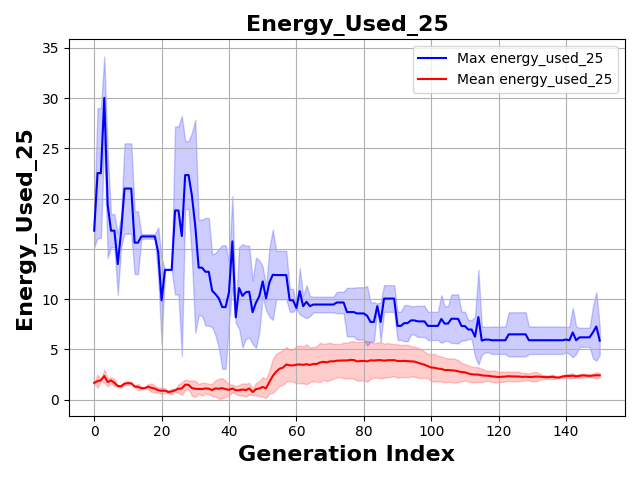 Energy_Used_25
Max energy_used_25
Mean energy_used_25
Energy_Used_25
35
30
25
20
15
10
5
0
0 20 40 60 80 100 120 140
Generation Index